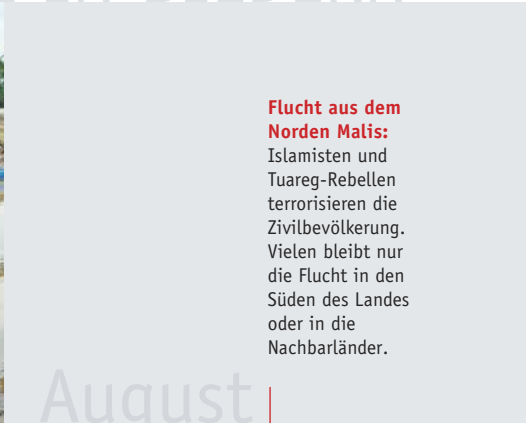 Flucht aus dem
Norden Malis:
Islamisten und
Tuareg-Rebellen
terrorisieren die
Zivilbevölkerung.
Vielen bleibt nur
die Flucht in den
Süden des Landes
oder in die
Nachbarländer.
August